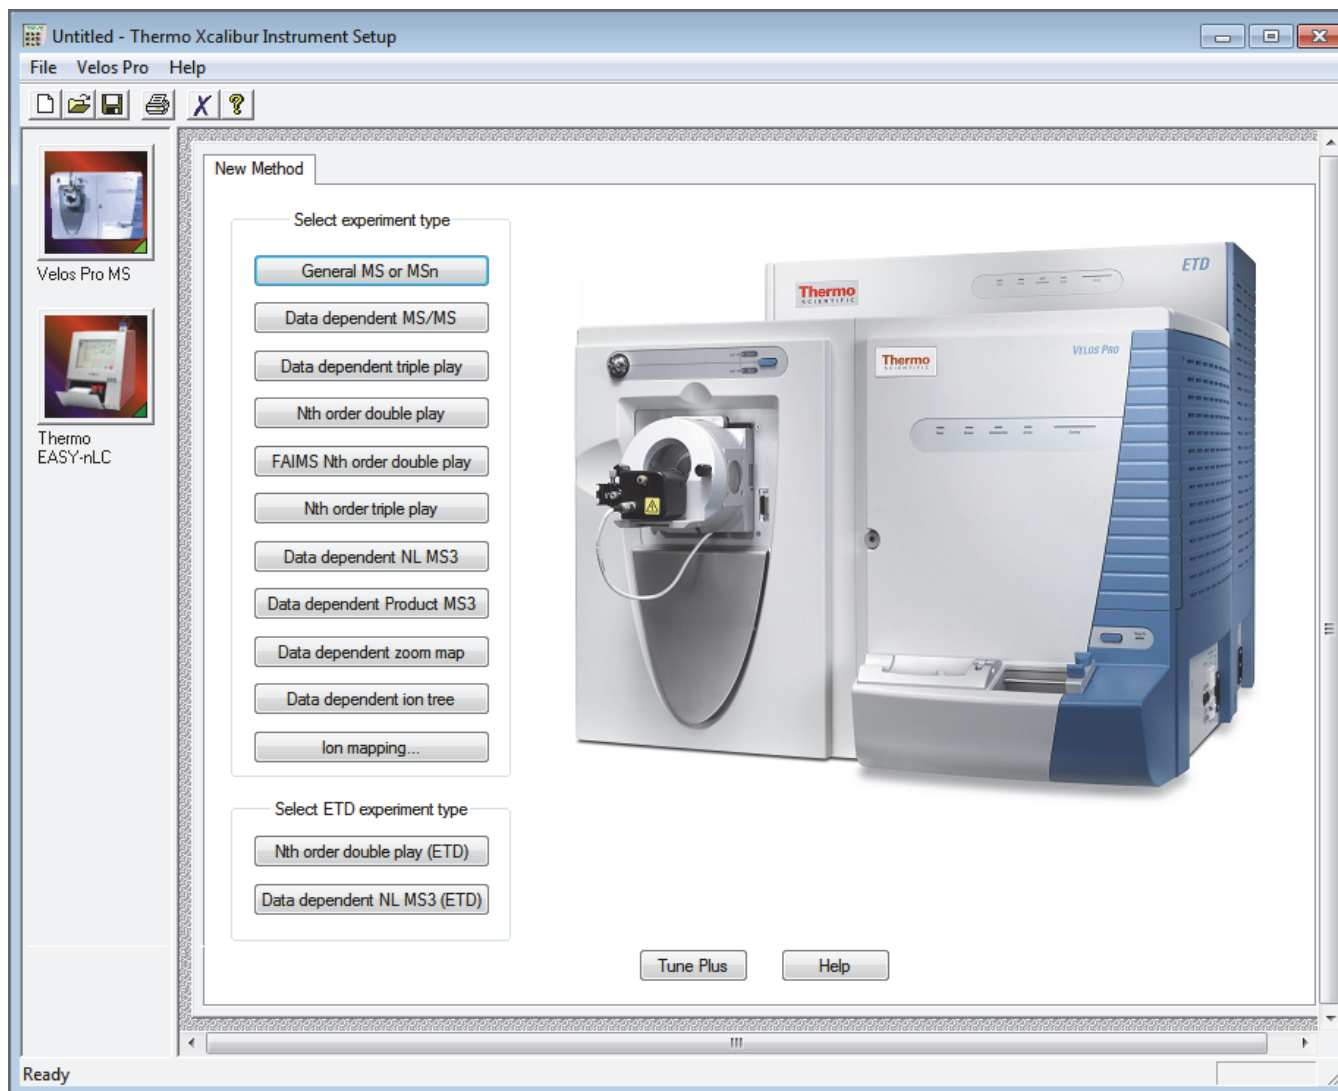 Untitled - Thermo Xcalibur Instrument Setup
File Velos Pro Help
Velos Pro MS
Thermo
EASY-nLC
New Method
Select experiment type
General MS or MSn
Data dependent MS/MS
Data dependent triple play
Nth order double play
FAIMS Nth order double play
Nth order triple play
Data dependent NL MS3
Data dependent Product MS3
Data dependent zoom map
Data dependent ion tree
Ion mapping...
Select ETD experiment type
Nth order double play (ETD)
Data dependent NL MS3 (ETD)
ETD
Thermo
SCIENTIFIC
Thermo
SCIENTIFIC
VELOS PRO
Tune Plus Help
Ready